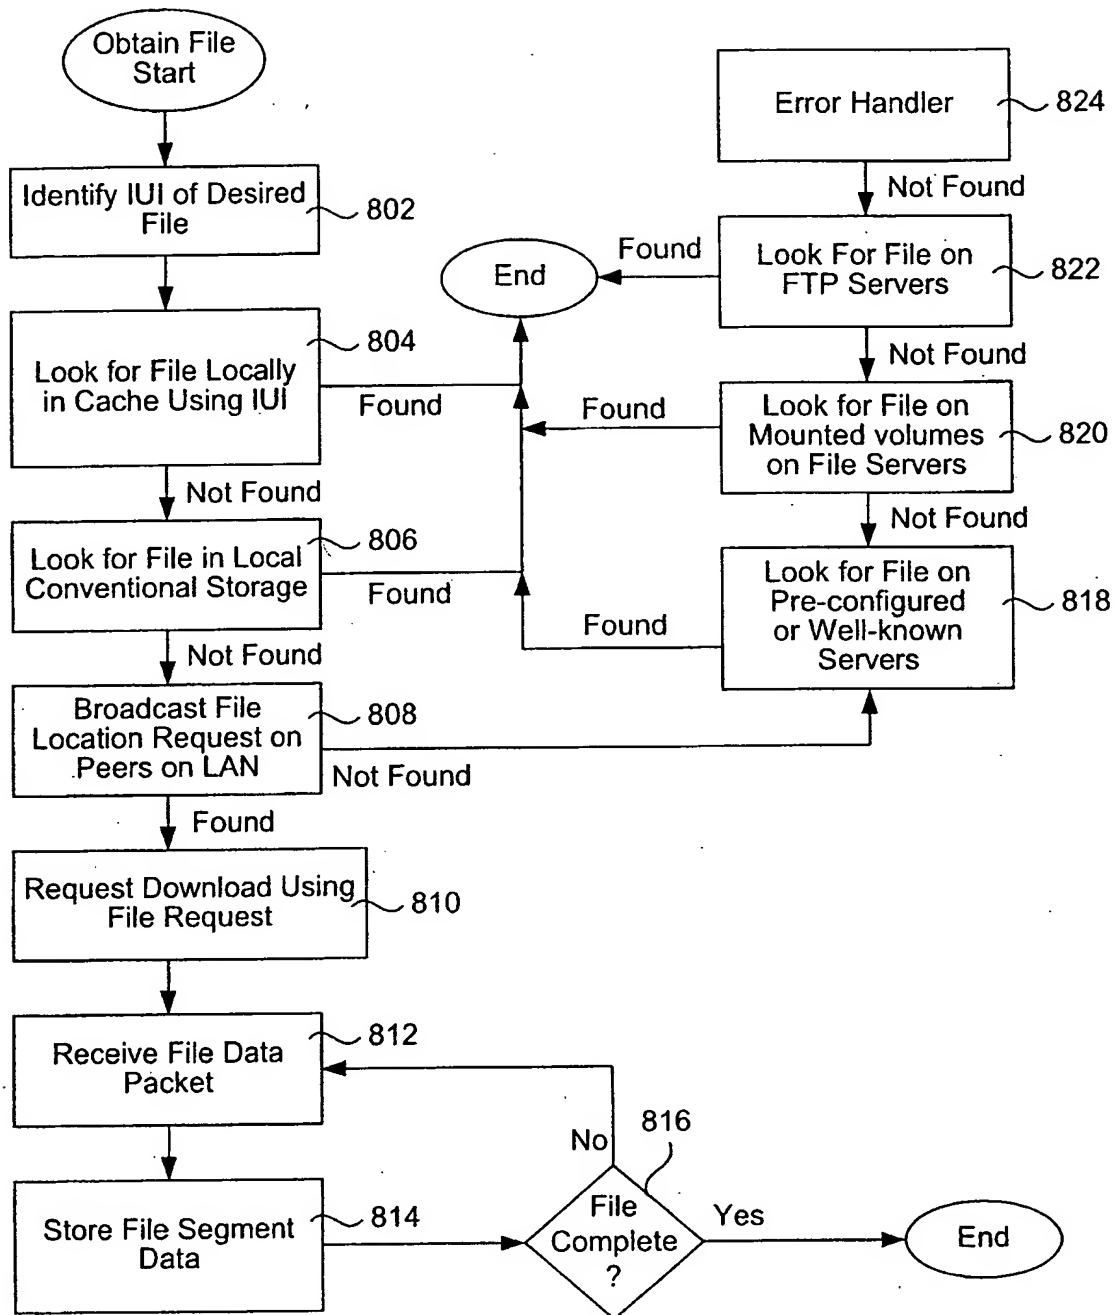 Obtain File
Start
Identify IUI of Desired
File
802
Look for File Locally
in Cache Using IUI
804
Found
Not Found
Look for File in Local
Conventional Storage
806
Found
Not Found
Broadcast File
Location Request on
Peers on LAN
808
Not Found
Found
Request Download Using
File Request
810
Receive File Data
Packet
812
Store File Segment
Data
814
File
Complete
?
816
No
Yes
End
End
Error Handler
824
Not Found
Look For File on
FTP Servers
822
Found
Not Found
Look for File on
Mounted volumes
on File Servers
820
Found
Not Found
Look for File on
Pre-configured
or Well-known
Servers
818
Found